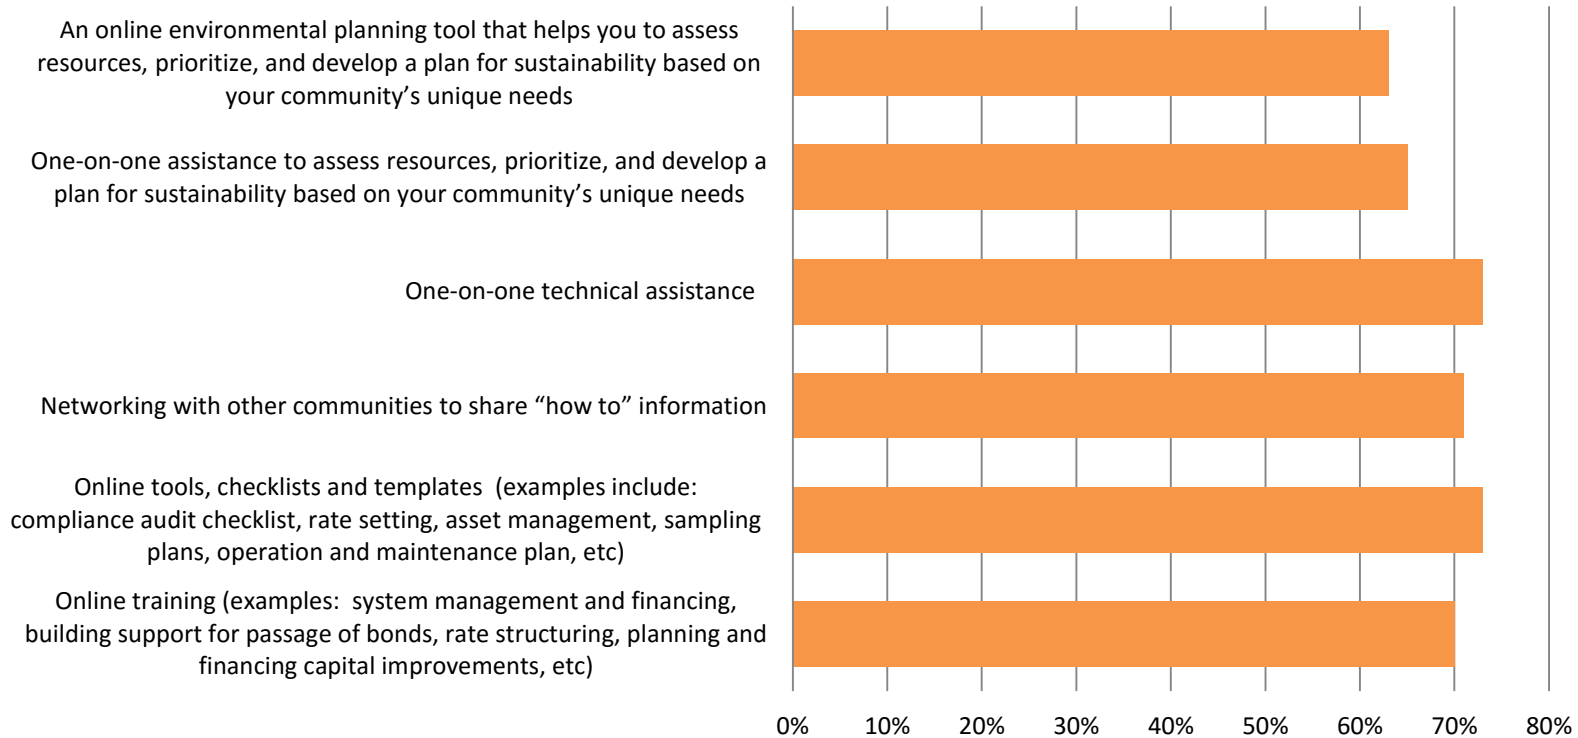 An online environmental planning tool that helps you to assess
resources, prioritize, and develop a plan for sustainability based on
your community’s unique needs
One-on-one assistance to assess resources, prioritize, and develop a
plan for sustainability based on your community’s unique needs
One-on-one technical assistance
Networking with other communities to share “how to” information
Online tools, checklists and templates  (examples include:
compliance audit checklist, rate setting, asset management, sampling
plans, operation and maintenance plan, etc)
Online training (examples:  system management and financing,
building support for passage of bonds, rate structuring, planning and
financing capital improvements, etc)
0% 10% 20% 30% 40% 50% 60% 70% 80%